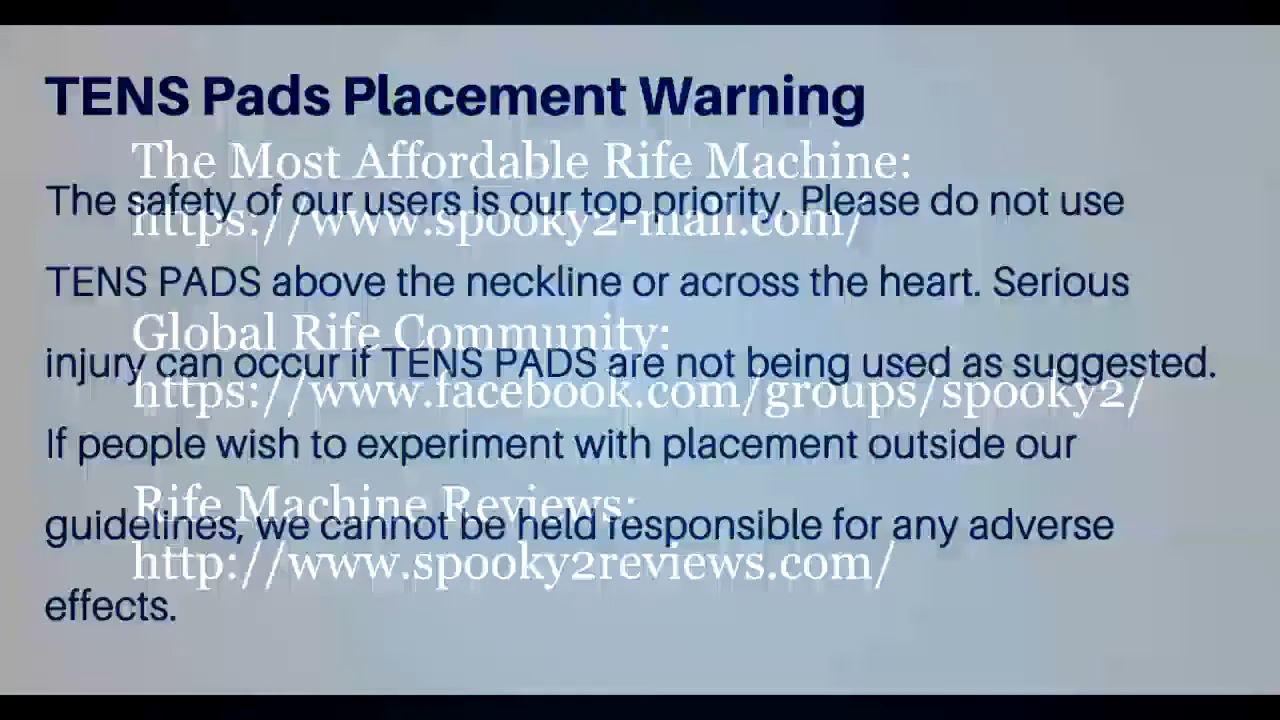 TENS Pads Placement Warning
The Most Affordable Rife Machine:
The safety of our users is our top priority. Please do not use
https://www.spooky2-mall.com/
TENS PADS above the neckline or across the heart. Serious
Global Rife Community:
injury can occur if TENS PADS are not being used as suggested.
https://www.facebook.com/groups/spooky2/
If people wish to experiment with placement outside our
Rife Machine Reviews:
guidelines, we cannot be held responsible for any adverse
http://www.spooky2reviews.com/
effects.